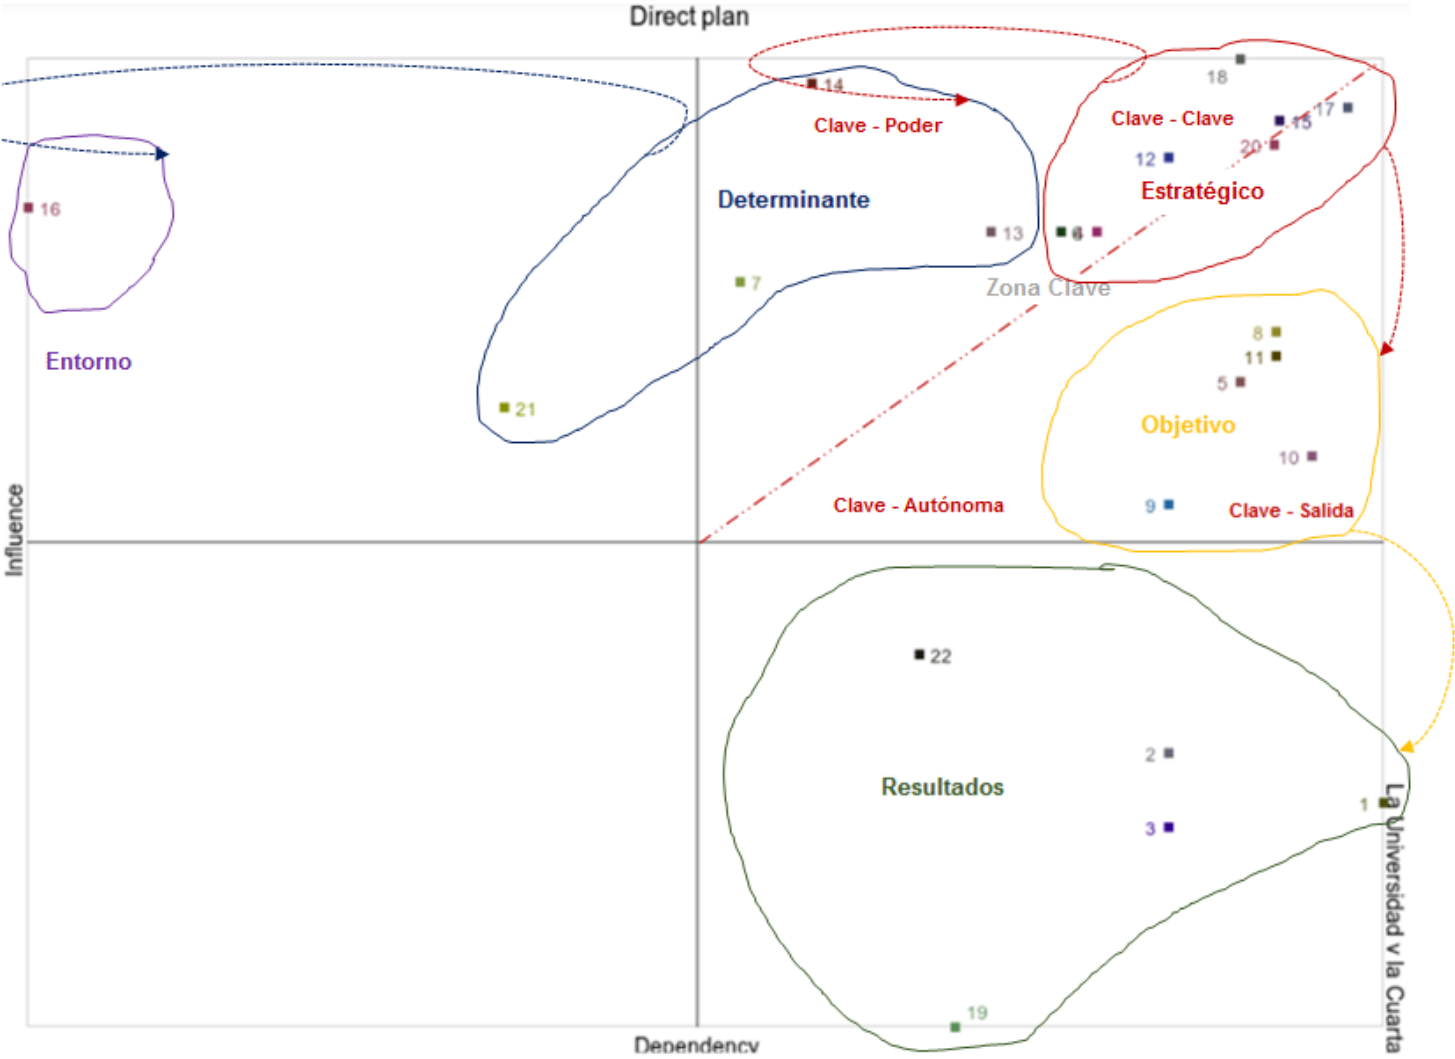 Direct plan
18
14
17
Clave - Clave
15
Clave - Poder
20
12
Estratégico
Determinante
16
13
7
Zona Clave
8
11
Entorno
5
21
Objetivo
10
Clave - Autónoma
9
Clave - Salida
Influence
22
2
Resultados
1
3
La Universidad y la Cuarta
19
Dependency